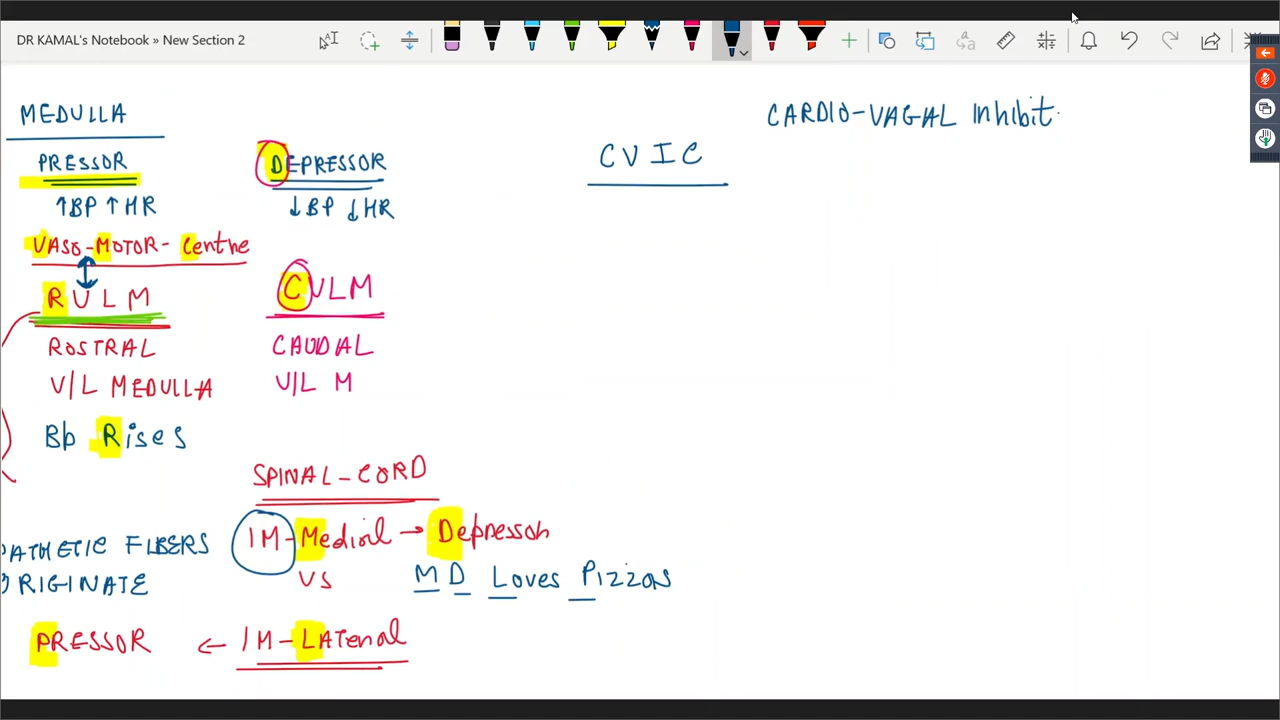 DR KAMAL's Notebook » New Section 2
MEDULLA
PRESSOR
↑BP ↑HR
VASO-MOTOR-Centre
RVLM
ROSTRAL
V/L MEDULLA
Bp Rises
DEPRESSOR
↓BP ↓HR
CVLM
CAUDAL
V/L M
CVIC
CARDIO-VAGAL Inhibit
SPINAL-CORD
IM-Medial → Depressor
VS
MD Loves Pizzas
PRESSOR ← IM-LATeral
PATHETIC FIBERS
ORIGINATE